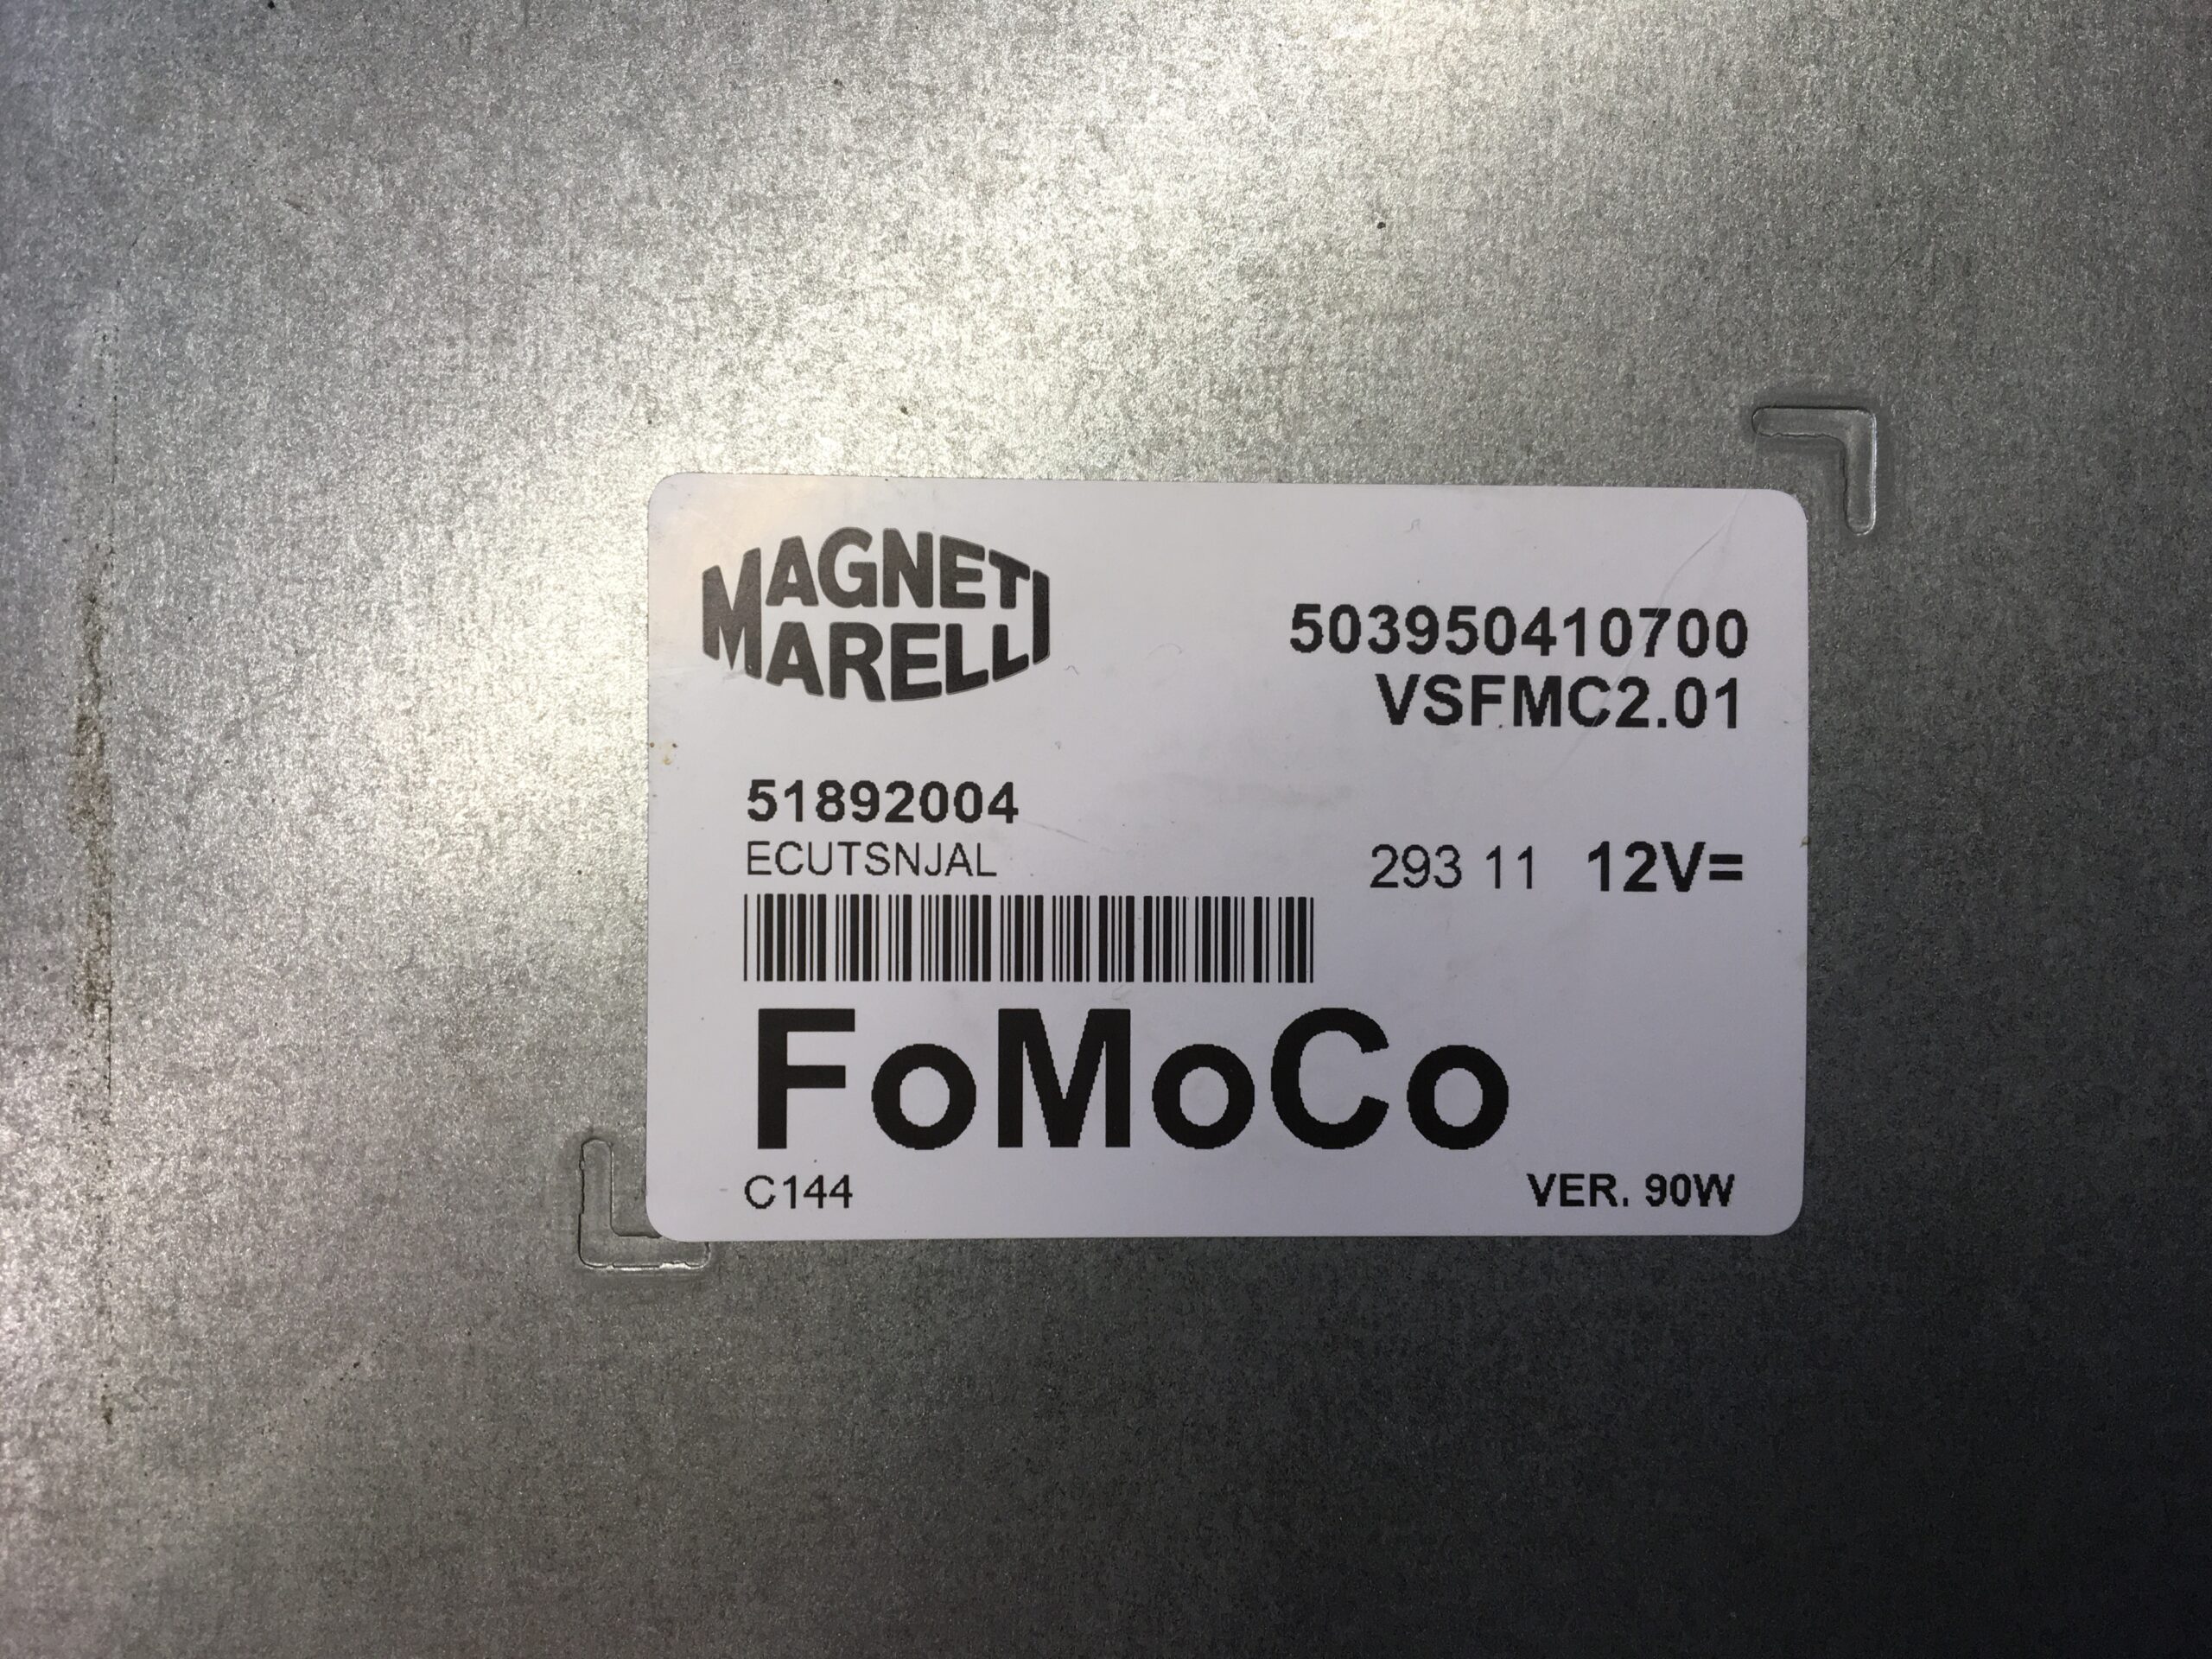 MAGNETI
MARELLI
503950410700
VSFMC2.01
51892004
ECUTSNJAL
293 11 12V=
FoMoCo
C144 VER. 90W